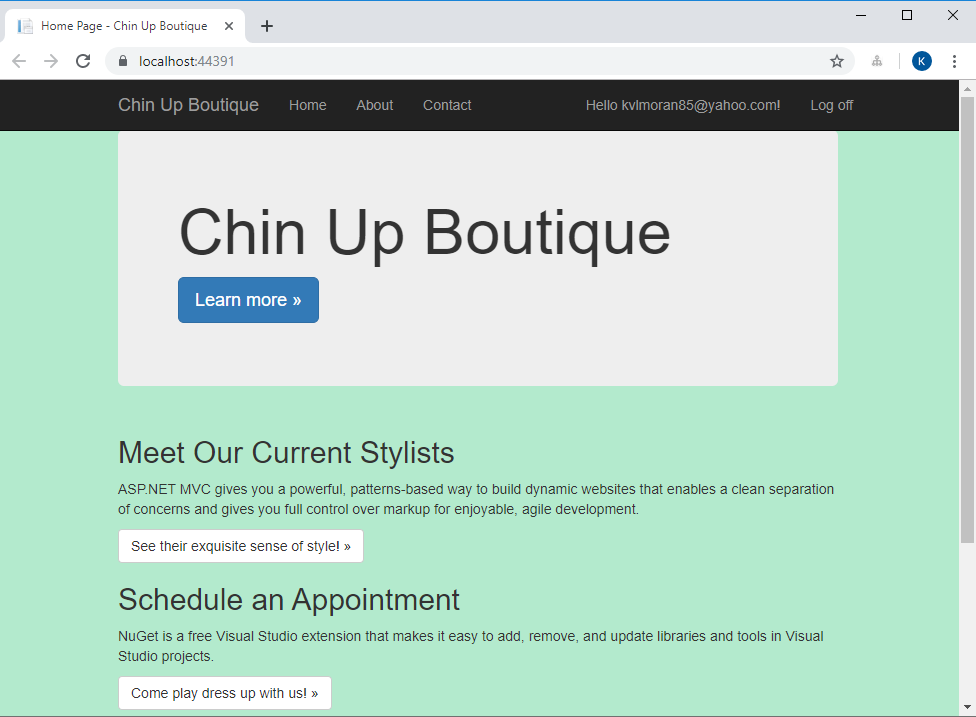 Home Page - Chin Up Boutique
localhost:44391
K
Chin Up Boutique Home About Contact Hello kvlmoran85@yahoo.com! Log off
Chin Up Boutique
Learn more »
Meet Our Current Stylists
ASP.NET MVC gives you a powerful, patterns-based way to build dynamic websites that enables a clean separation
of concerns and gives you full control over markup for enjoyable, agile development.
See their exquisite sense of style! »
Schedule an Appointment
NuGet is a free Visual Studio extension that makes it easy to add, remove, and update libraries and tools in Visual
Studio projects.
Come play dress up with us! »